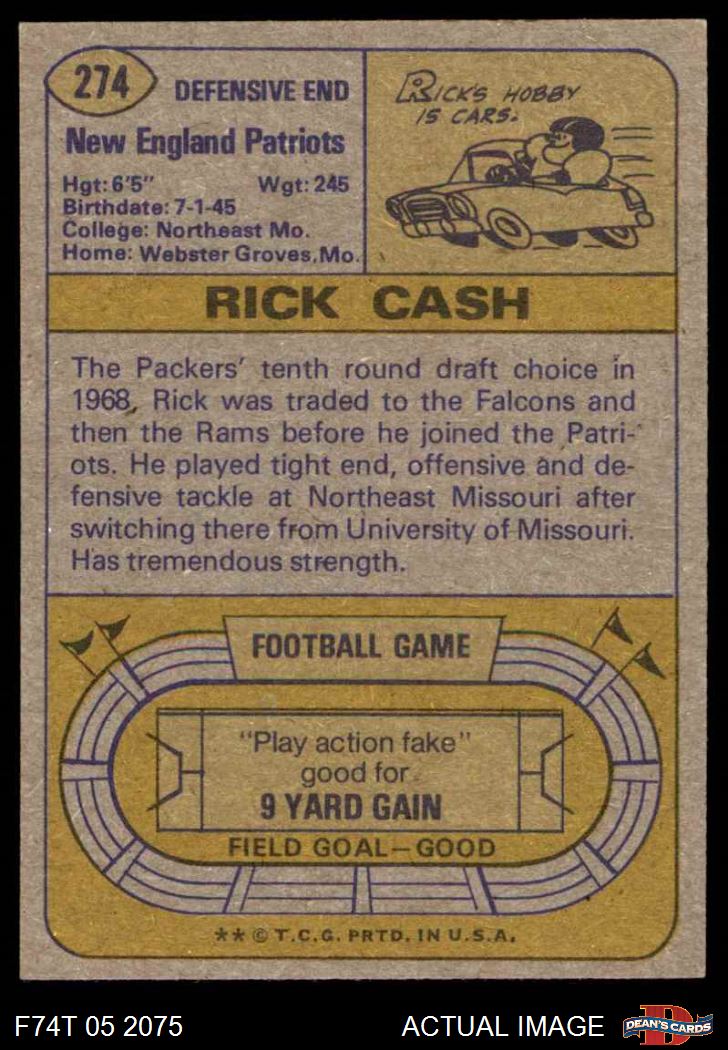 274
DEFENSIVE END
New England Patriots
Hgt: 6'5" Wgt: 245
Birthdate: 7-1-45
College: Northeast Mo.
Home: Webster Groves, Mo.
RICK'S HOBBY
IS CARS.
RICK CASH
The Packers' tenth round draft choice in
1968, Rick was traded to the Falcons and
then the Rams before he joined the Patri-
ots. He played tight end, offensive and de-
fensive tackle at Northeast Missouri after
switching there from University of Missouri.
Has tremendous strength.
FOOTBALL GAME
"Play action fake"
good for
9 YARD GAIN
FIELD GOAL—GOOD
** © T.C.G. PRTD. IN U.S.A.
F74T 05 2075 ACTUAL IMAGE
D
DEAN'S CARDS